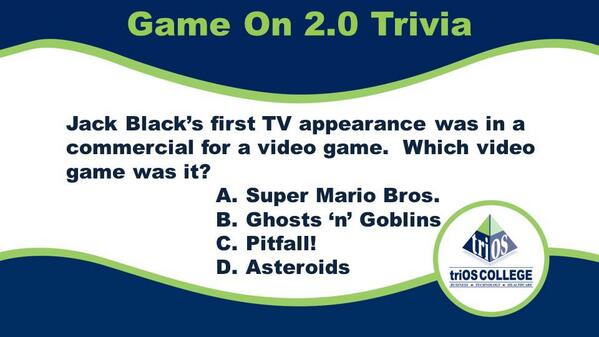 Game On 2.0 Trivia
Jack Black’s first TV appearance was in a
commercial for a video game.  Which video
game was it?
A. Super Mario Bros.
B. Ghosts ‘n’ Goblins
C. Pitfall!
D. Asteroids
triOS
triOS COLLEGE
BUSINESS • TECHNOLOGY • HEALTHCARE